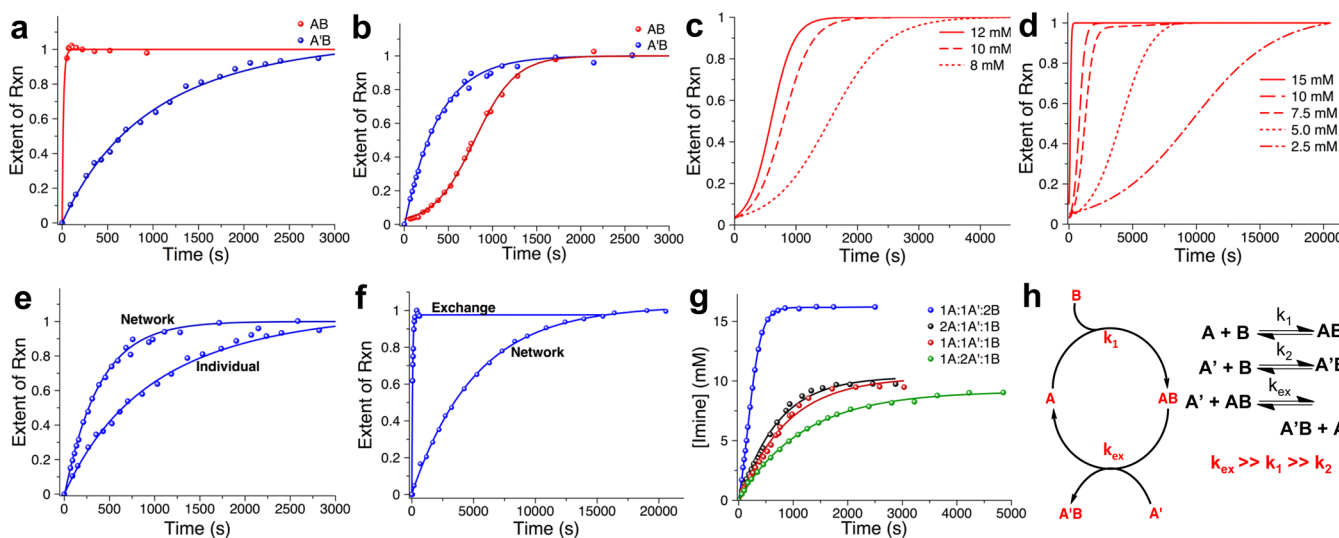 a
AB
A'B
Extent of Rxn
1
0.8
0.6
0.4
0.2
0
0 500 1000 1500 2000 2500 3000
Time (s)
b
AB
A'B
Extent of Rxn
1
0.8
0.6
0.4
0.2
0
0 500 1000 1500 2000 2500 3000
Time (s)
c
12 mM
10 mM
8 mM
Extent of Rxn
1
0.8
0.6
0.4
0.2
0
0 1000 2000 3000 4000
Time (s)
d
15 mM
10 mM
7.5 mM
5.0 mM
2.5 mM
Extent of Rxn
1
0.8
0.6
0.4
0.2
0
0 5000 10000 15000 20000
Time (s)
e
Network
Individual
Extent of Rxn
1
0.8
0.6
0.4
0.2
0
0 500 1000 1500 2000 2500 3000
Time (s)
f
Exchange
Network
Extent of Rxn
1
0.8
0.6
0.4
0.2
0
0 5000 10000 15000 20000
Time (s)
g
1A:1A':2B
2A:1A':1B
1A:1A':1B
1A:2A':1B
[Imine] (mM)
15
10
5
0
0 1000 2000 3000 4000 5000
Time (s)
h
B
k1
A
AB
kex
A'B
A'
A + B k1 AB
A' + B k2 A'B
A' + AB kex
A'B + A
kex >> k1 >> k2